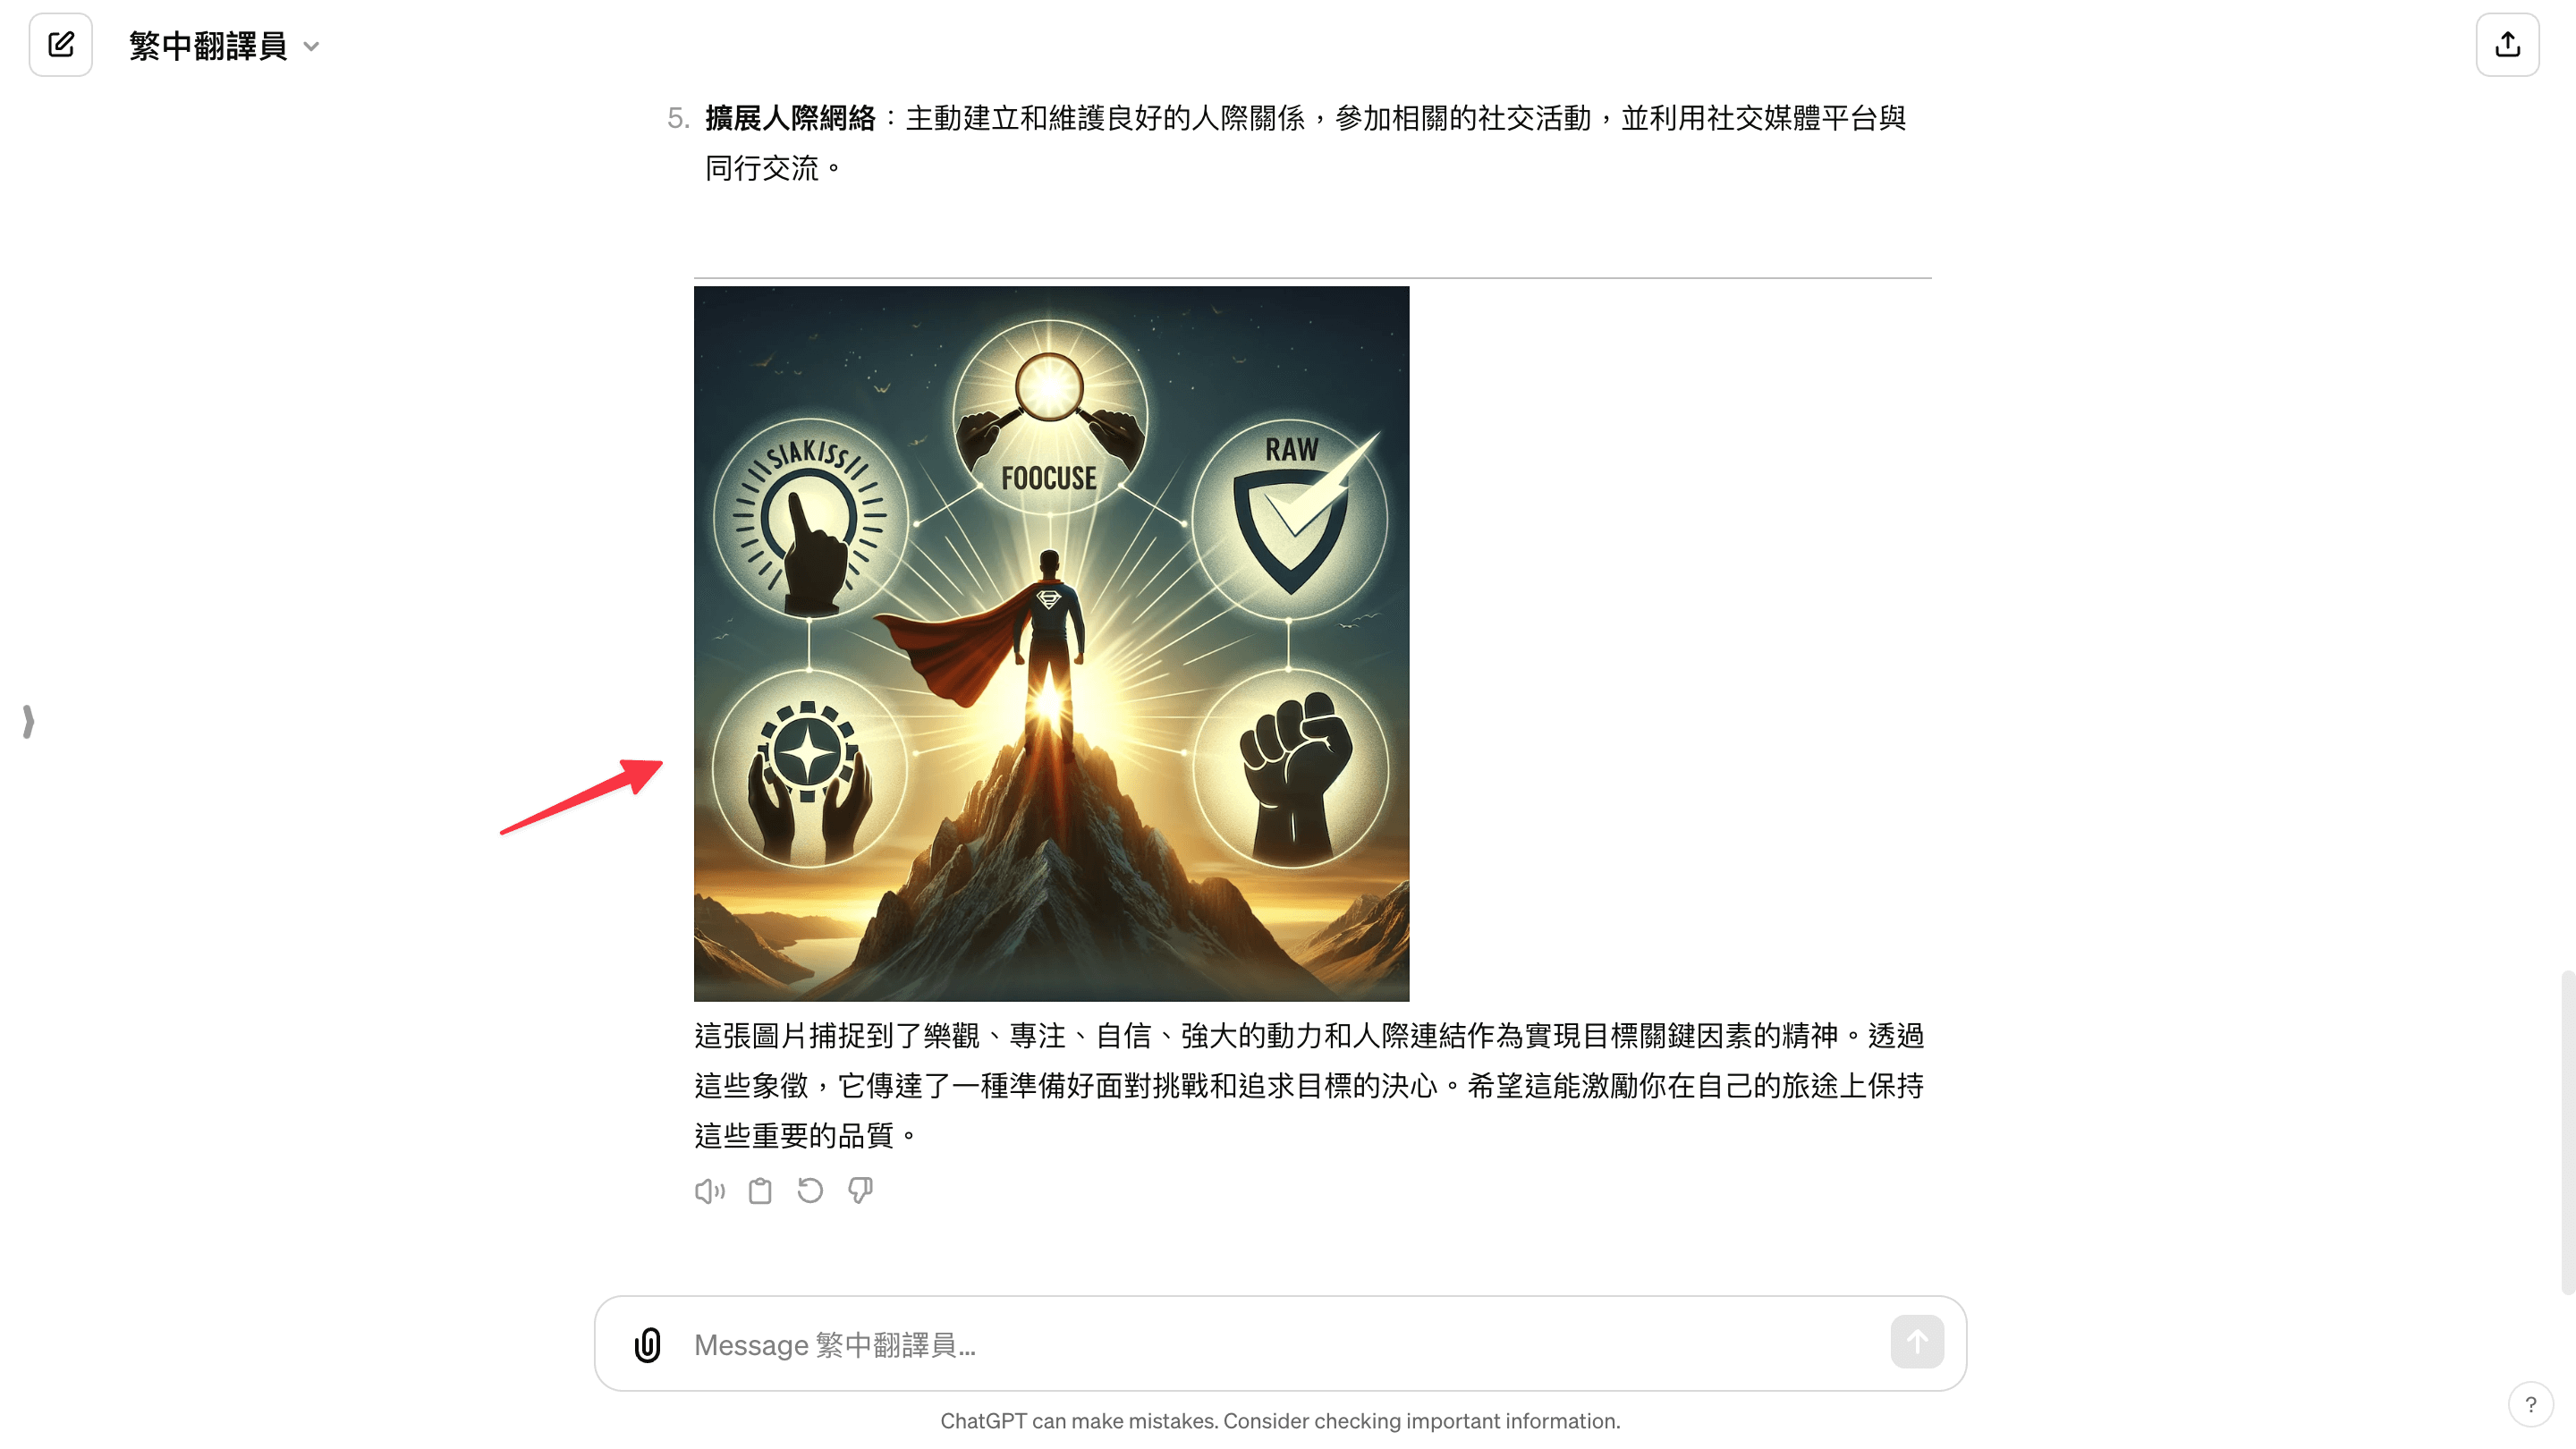 繁中翻譯員
5. 擴展人際網絡：主動建立和維護良好的人際關係，參加相關的社交活動，並利用社交媒體平台與
同行交流。
FOOCUSE
SIAKISS
RAW
這張圖片捕捉到了樂觀、專注、自信、強大的動力和人際連結作為實現目標關鍵因素的精神。透過
這些象徵，它傳達了一種準備好面對挑戰和追求目標的決心。希望這能激勵你在自己的旅途上保持
這些重要的品質。
Message 繁中翻譯員...
ChatGPT can make mistakes. Consider checking important information.
?